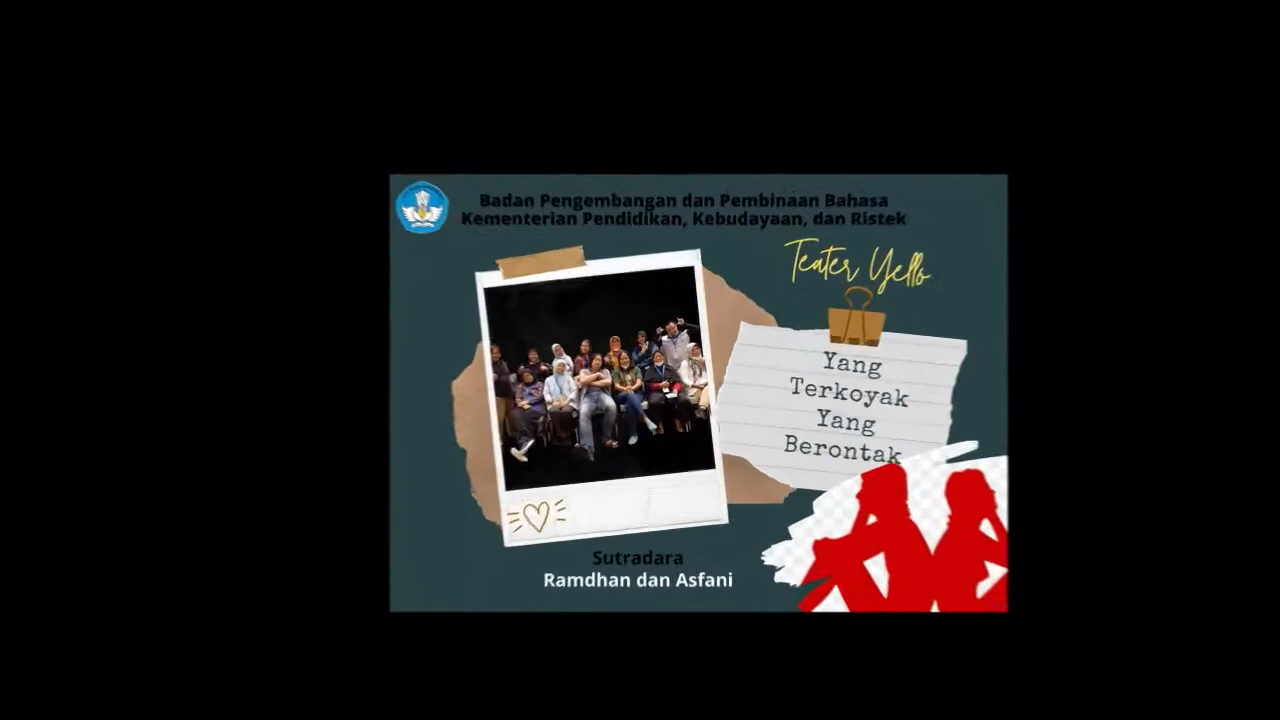 Badan Pengembangan dan Pembinaan Bahasa
Kementerian Pendidikan, Kebudayaan, dan Ristek
Teater Yello
Yang
Terkoyak
Yang
Berontak
Sutradara
Ramdhan dan Asfani